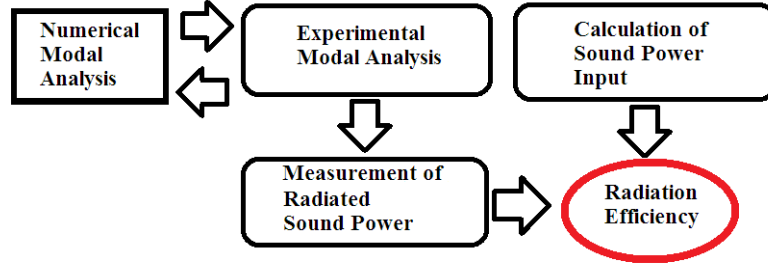 Numerical
Modal
Analysis
Experimental
Modal Analysis
Calculation of
Sound Power
Input
Measurement of
Radiated
Sound Power
Radiation
Efficiency